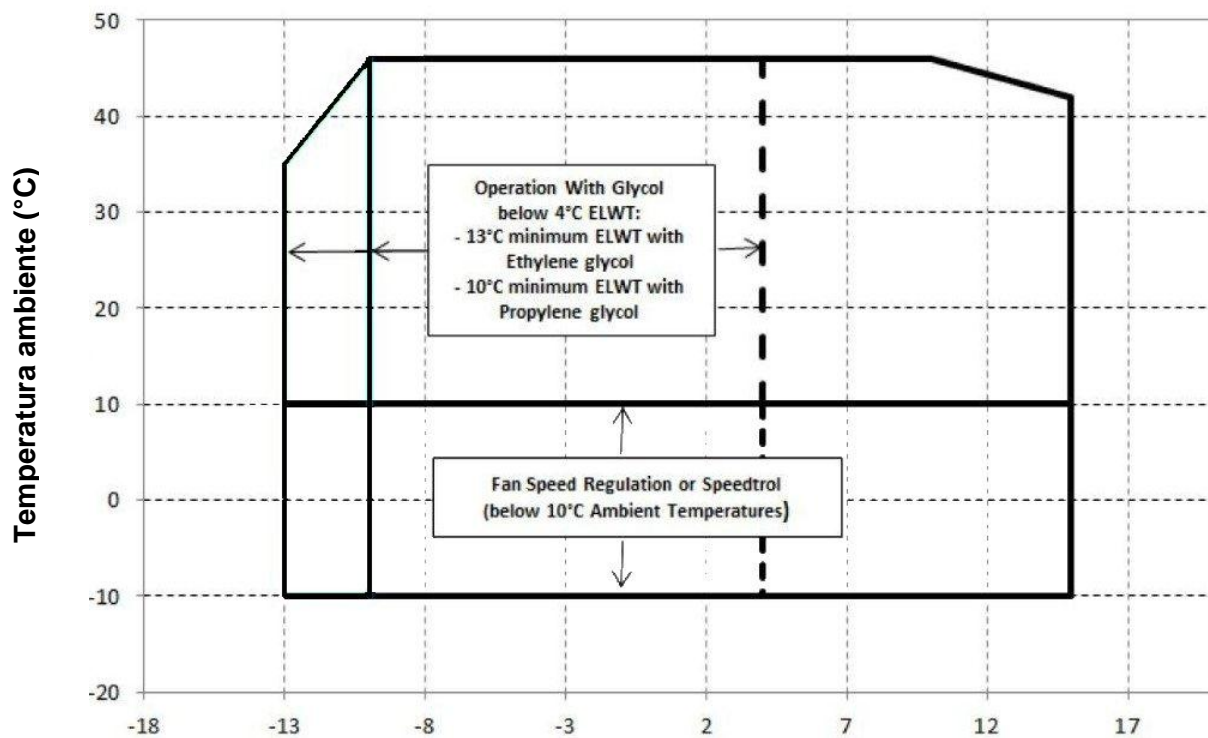 50
40
30
20
10
0
-10
-20
Temperatura ambiente (°C)
Operation With Glycol
below 4°C ELWT:
- 13°C minimum ELWT with
Ethylene glycol
- 10°C minimum ELWT with
Propylene glycol
Fan Speed Regulation or Speedtrol
(below 10°C Ambient Temperatures)
-18 -13 -8 -3 2 7 12 17